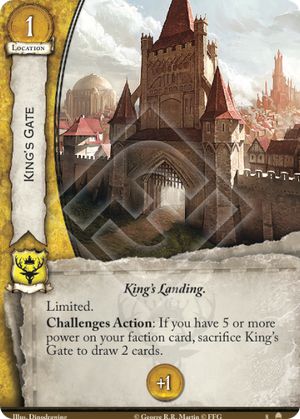 1
LOCATION
KING'S GATE
King's Landing.
Limited.
Challenges Action: If you have 5 or more
power on your faction card, sacrifice King's
Gate to draw 2 cards.
+1
Illus. Dinodrawing
© George R.R. Martin © FFG
8